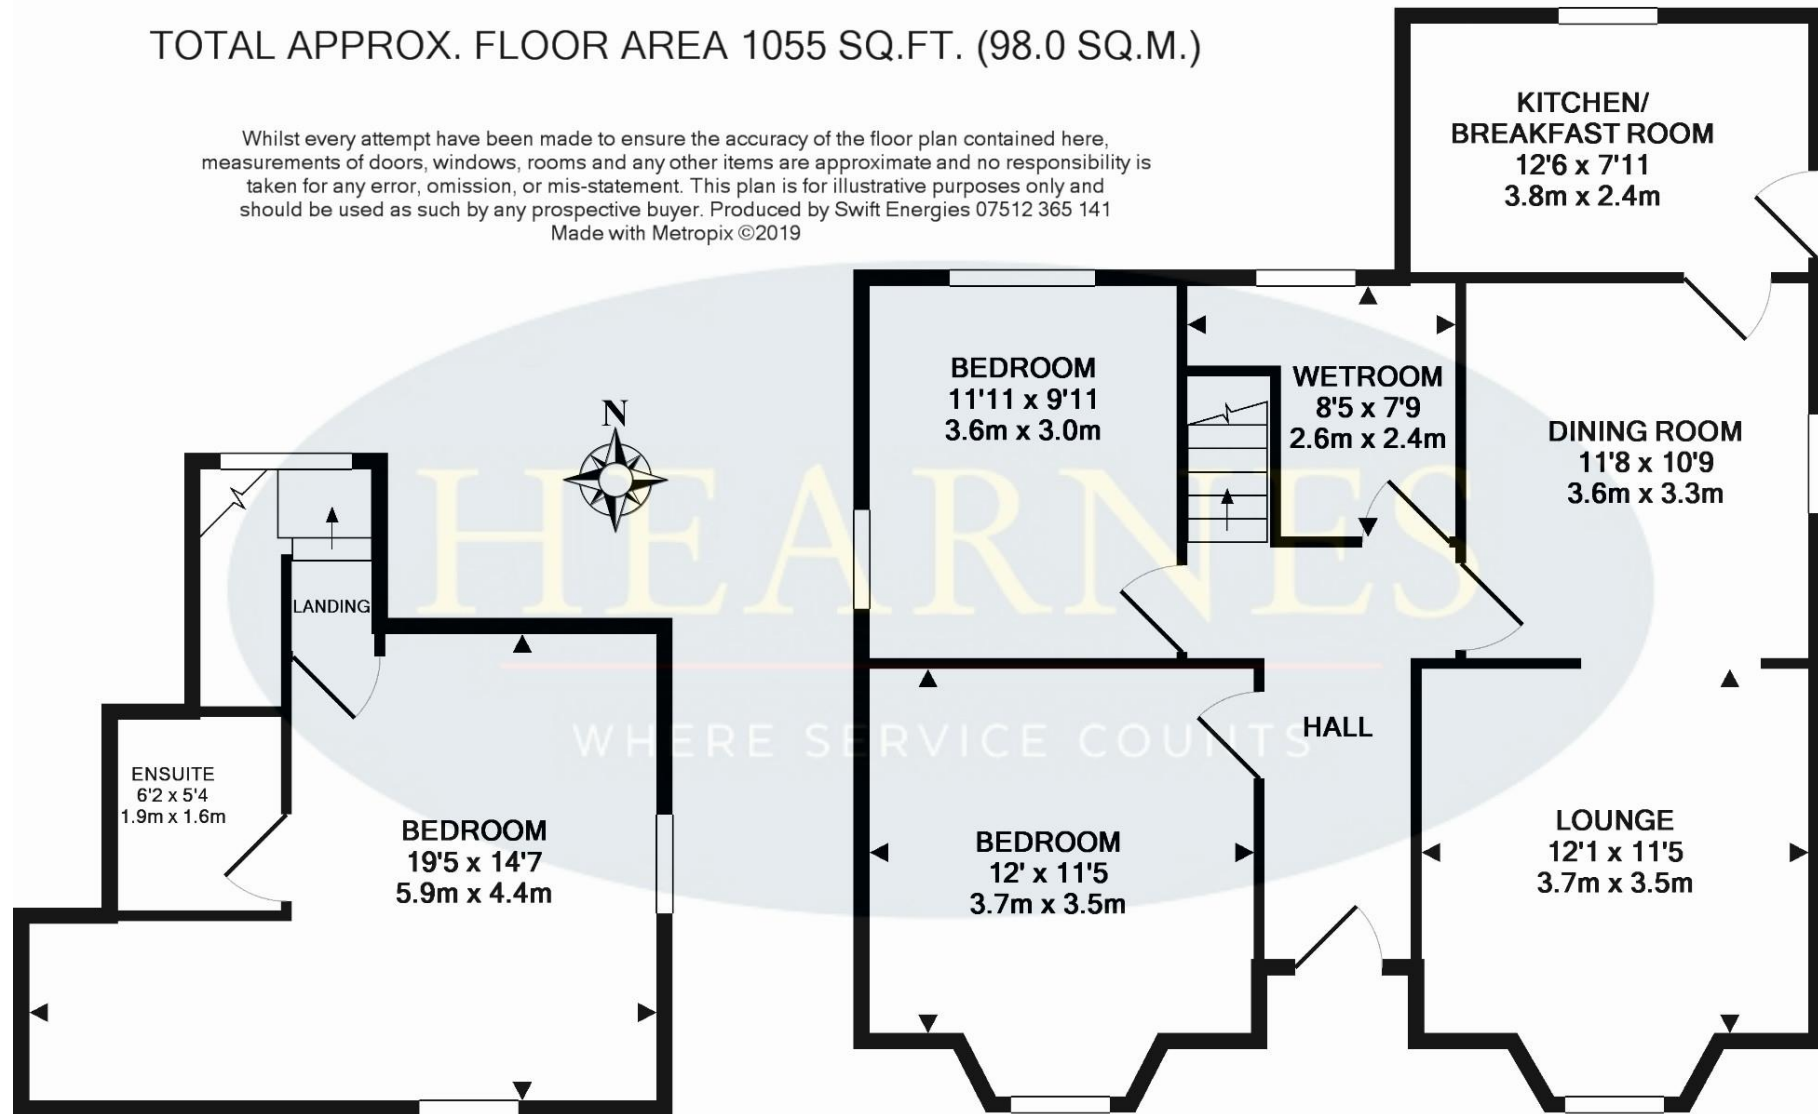 TOTAL APPROX. FLOOR AREA 1055 SQ.FT. (98.0 SQ.M.)
Whilst every attempt have been made to ensure the accuracy of the floor plan contained here,
measurements of doors, windows, rooms and any other items are approximate and no responsibility is
taken for any error, omission, or mis-statement. This plan is for illustrative purposes only and
should be used as such by any prospective buyer. Produced by Swift Energies 07512 365 141
Made with Metropix ©2019
KITCHEN/
BREAKFAST ROOM
12'6 x 7'11
3.8m x 2.4m
BEDROOM
11'11 x 9'11
3.6m x 3.0m
WETROOM
8'5 x 7'9
2.6m x 2.4m
DINING ROOM
11'8 x 10'9
3.6m x 3.3m
N
HEARNES
WHERE SERVICE COUNTS
LANDING
ENSUITE
6'2 x 5'4
1.9m x 1.6m
BEDROOM
19'5 x 14'7
5.9m x 4.4m
BEDROOM
12' x 11'5
3.7m x 3.5m
HALL
LOUNGE
12'1 x 11'5
3.7m x 3.5m